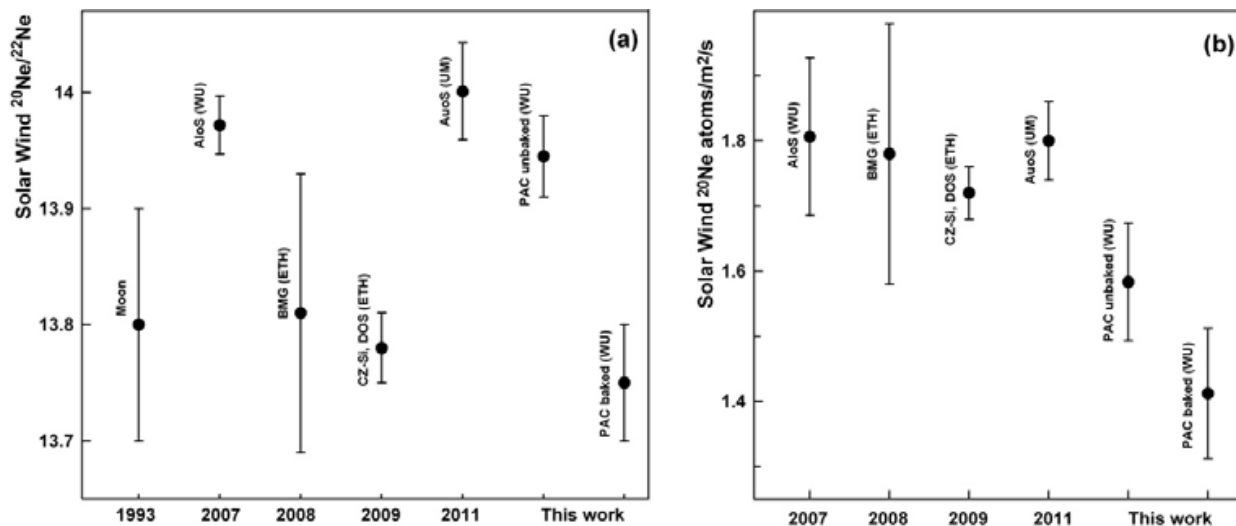 (a)
Solar Wind ²⁰Ne/²²Ne
14
13.9
13.8
13.7
Moon
AloS (WU)
BMG (ETH)
CZ-Si, DOS (ETH)
AuoS (UM)
PAC unbaked (WU)
PAC baked (WU)
1993 2007 2008 2009 2011 This work
(b)
Solar Wind ²⁰Ne atoms/m²/s
1.8
1.6
1.4
AloS (WU)
BMG (ETH)
CZ-Si, DOS (ETH)
AuoS (UM)
PAC unbaked (WU)
PAC baked (WU)
2007 2008 2009 2011 This work